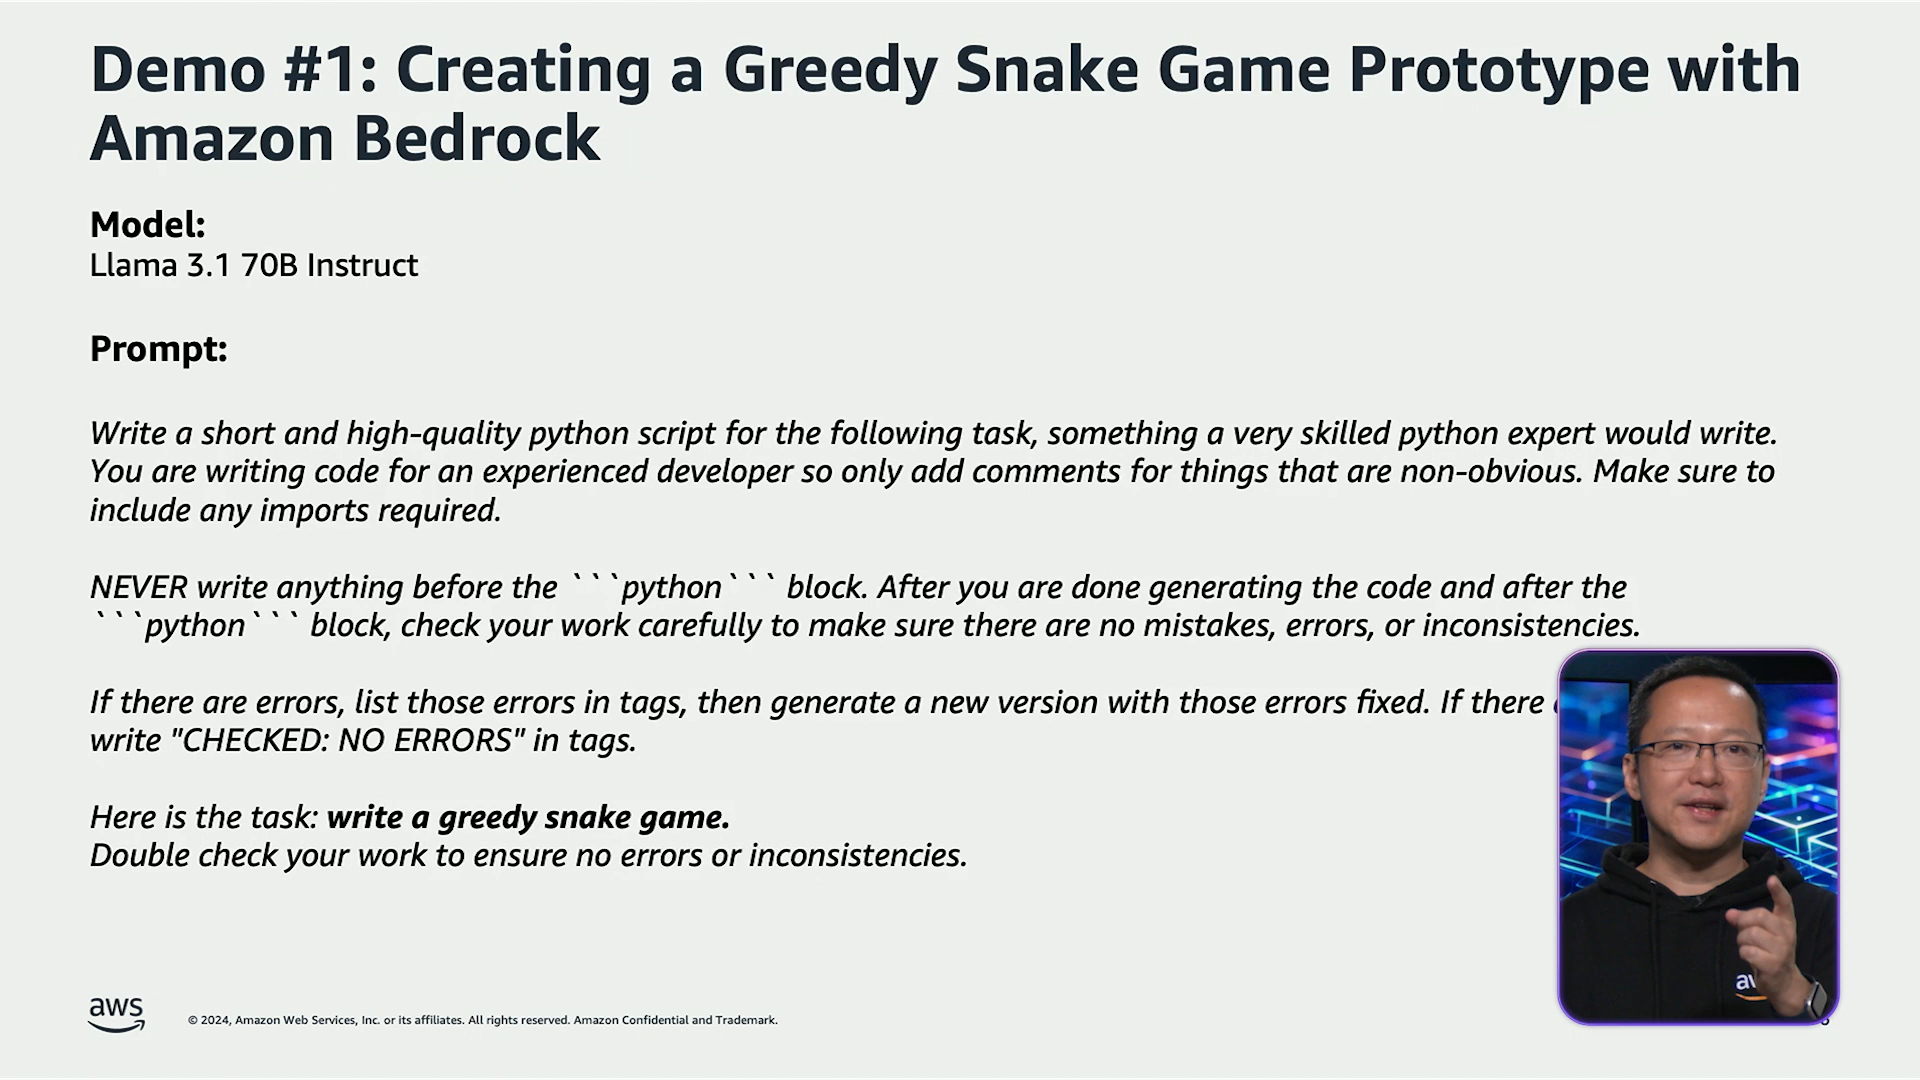 Demo #1: Creating a Greedy Snake Game Prototype with
Amazon Bedrock
Model:
Llama 3.1 70B Instruct
Prompt:
Write a short and high-quality python script for the following task, something a very skilled python expert would write.
You are writing code for an experienced developer so only add comments for things that are non-obvious. Make sure to
include any imports required.
NEVER write anything before the ```python``` block. After you are done generating the code and after the
```python``` block, check your work carefully to make sure there are no mistakes, errors, or inconsistencies.
If there are errors, list those errors in tags, then generate a new version with those errors fixed. If there
write "CHECKED: NO ERRORS" in tags.
Here is the task: write a greedy snake game.
Double check your work to ensure no errors or inconsistencies.
aws
© 2024, Amazon Web Services, Inc. or its affiliates. All rights reserved. Amazon Confidential and Trademark.